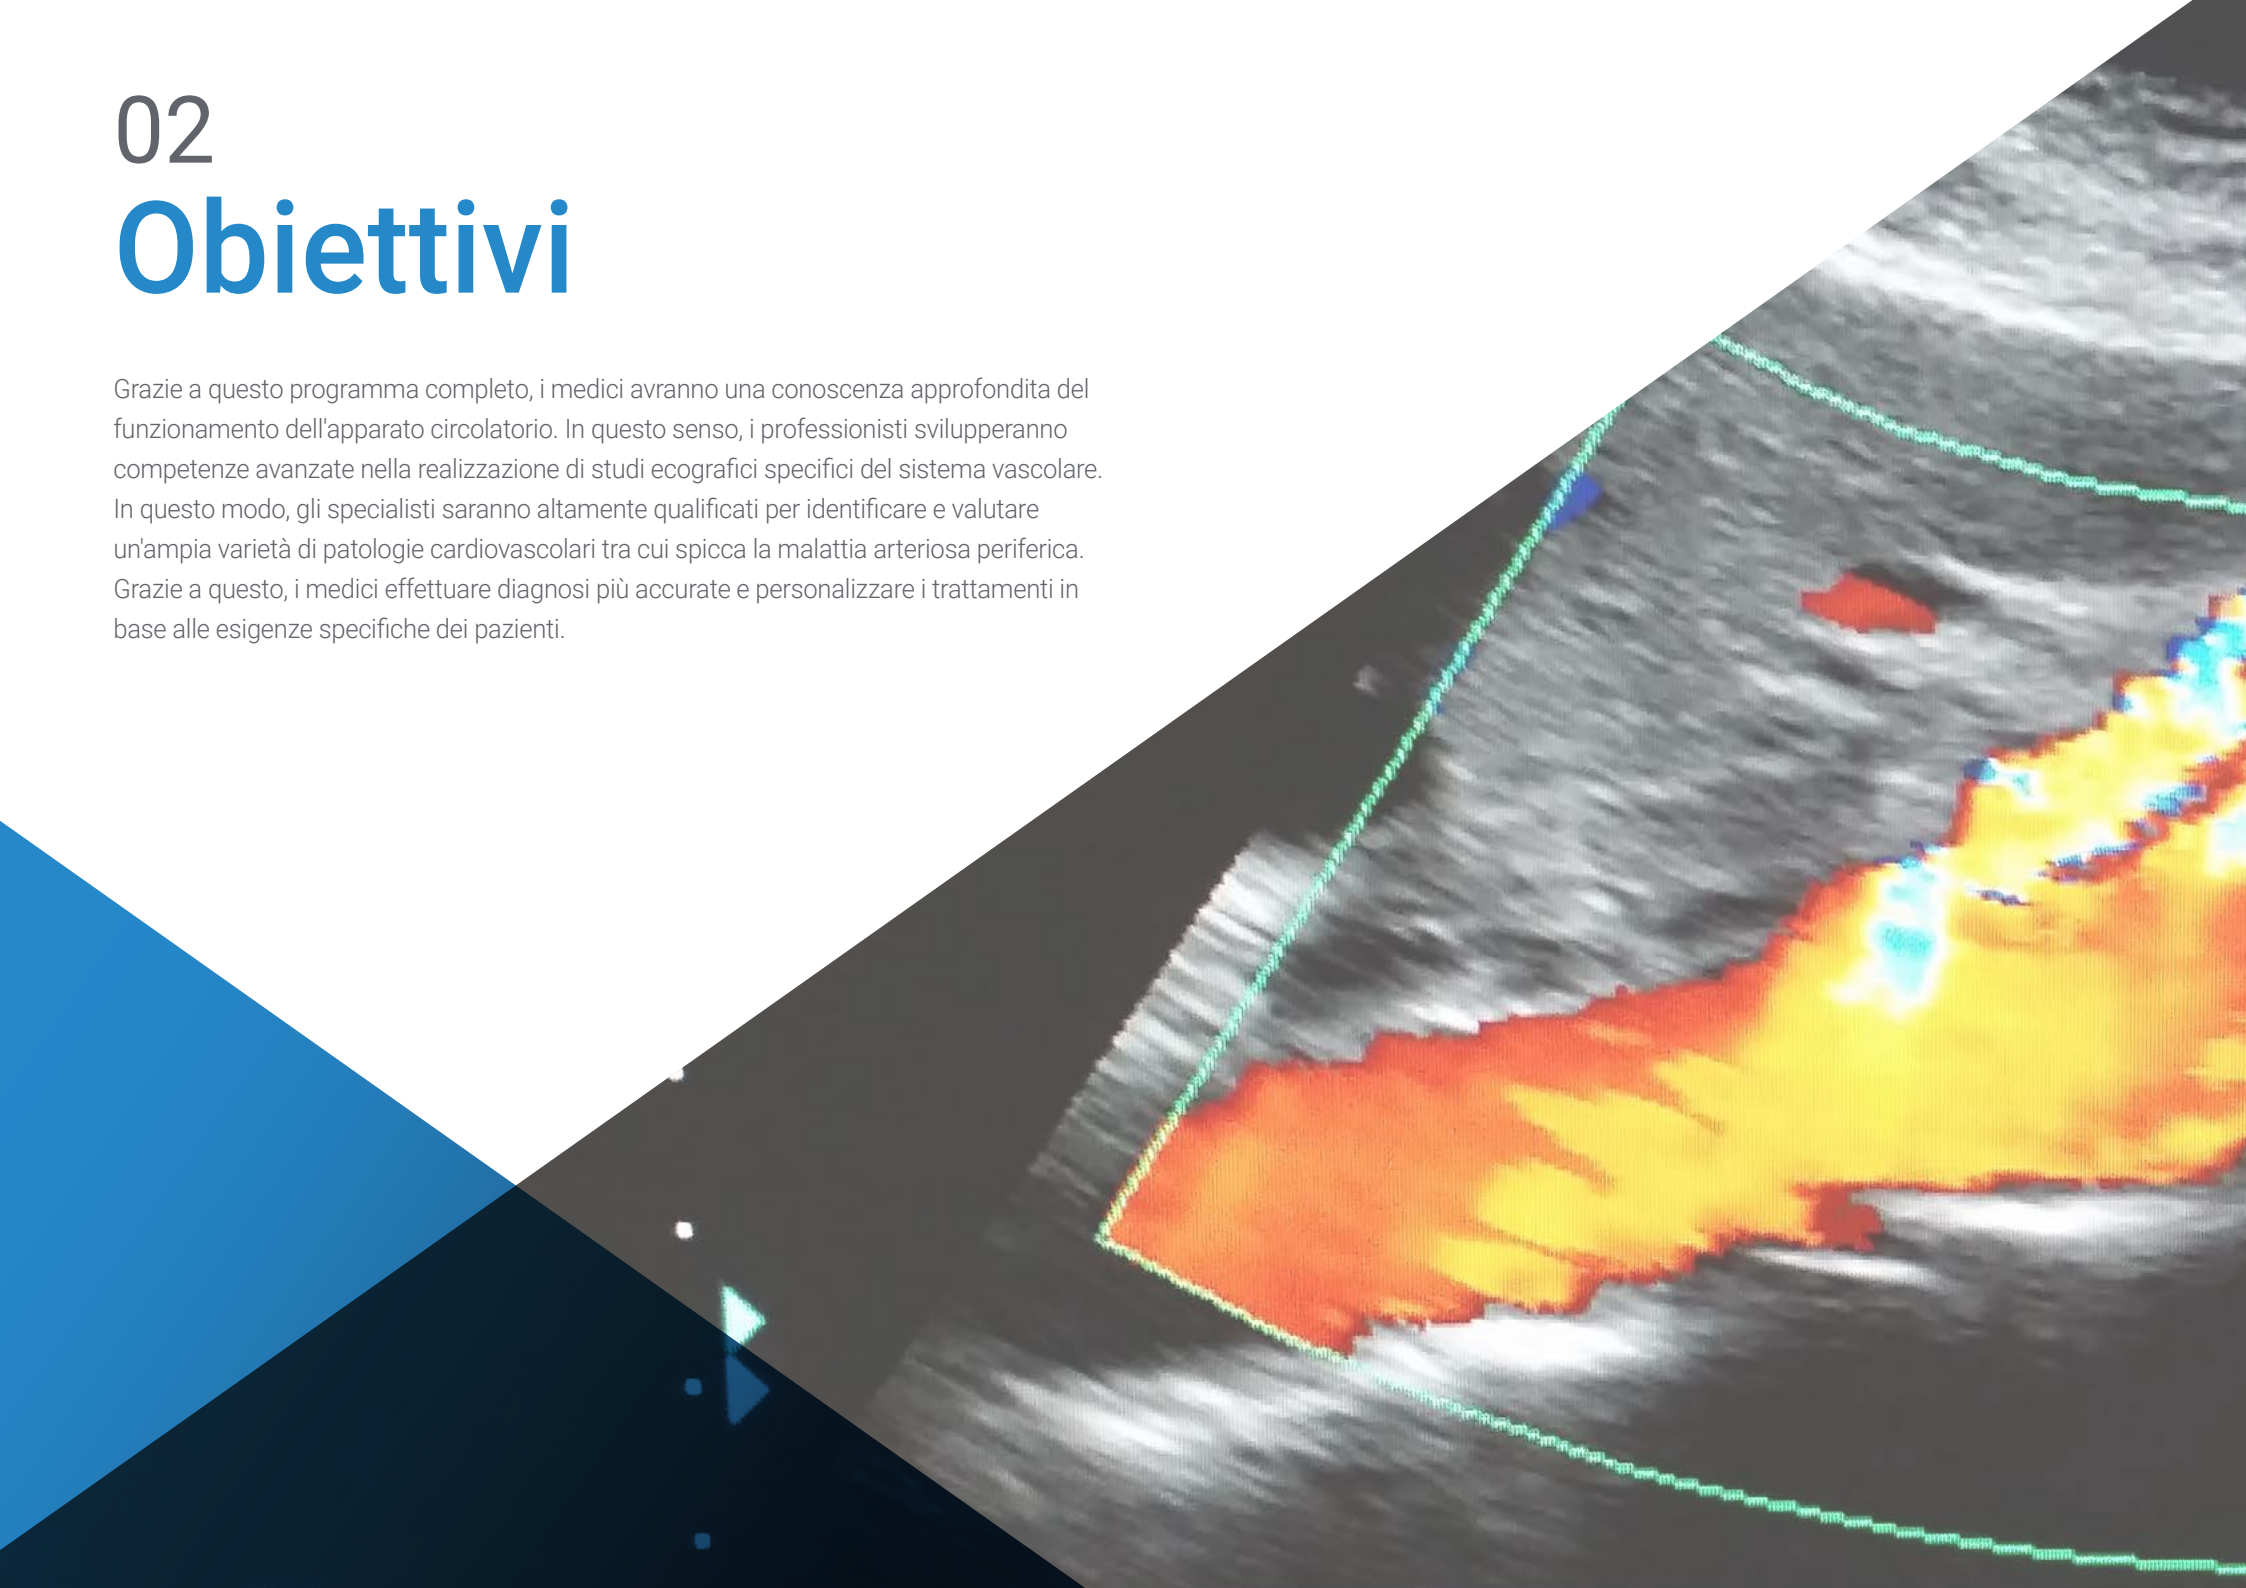 02
Obiettivi
Grazie a questo programma completo, i medici avranno una conoscenza approfondita del
funzionamento dell'apparato circolatorio. In questo senso, i professionisti svilupperanno
competenze avanzate nella realizzazione di studi ecografici specifici del sistema vascolare.
In questo modo, gli specialisti saranno altamente qualificati per identificare e valutare
un'ampia varietà di patologie cardiovascolari tra cui spicca la malattia arteriosa periferica.
Grazie a questo, i medici effettuare diagnosi più accurate e personalizzare i trattamenti in
base alle esigenze specifiche dei pazienti.